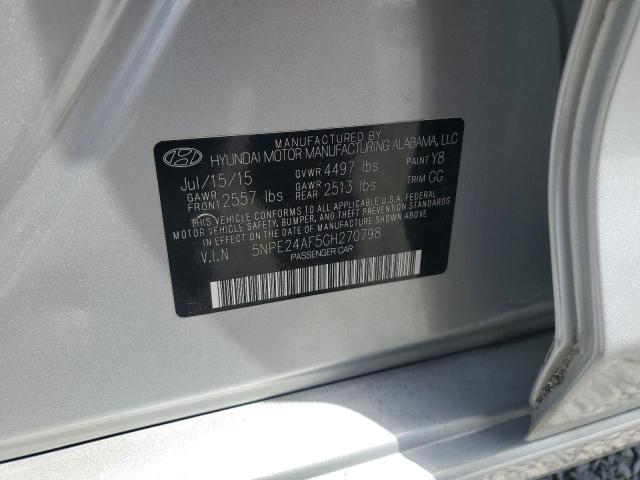 MANUFACTURED BY
HYUNDAI MOTOR MANUFACTURING ALABAMA, LLC
Jul/15/15 GVWR 4497 lbs PAINT Y8
GAWR FRONT 2557 lbs GAWR REAR 2513 lbs TRIM GG
THIS VEHICLE CONFORMS TO ALL APPLICABLE U.S.A. FEDERAL
MOTOR VEHICLE SAFETY, BUMPER, AND THEFT PREVENTION STANDARDS
IN EFFECT ON THE DATE OF MANUFACTURE SHOWN ABOVE.
V.I.N 5NPE24AF5GH270798
PASSENGER CAR